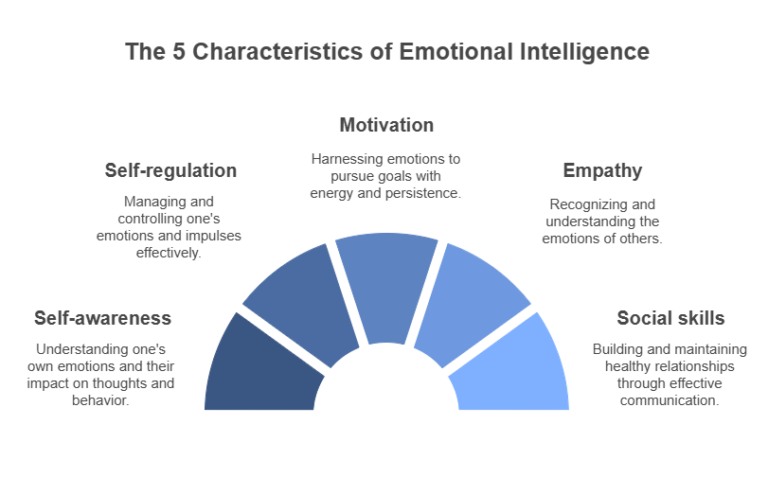 The 5 Characteristics of Emotional Intelligence
Self-awareness
Understanding one's
own emotions and their
impact on thoughts and
behavior.
Self-regulation
Managing and
controlling one's
emotions and impulses
effectively.
Motivation
Harnessing emotions to
pursue goals with
energy and persistence.
Empathy
Recognizing and
understanding the
emotions of others.
Social skills
Building and maintaining
healthy relationships
through effective
communication.